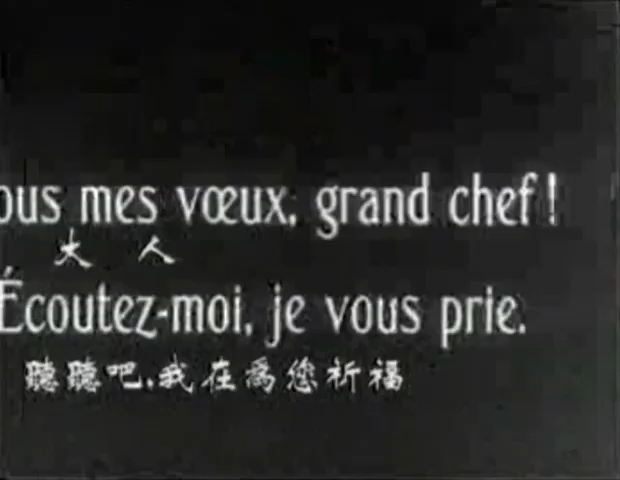 ous mes vœux, grand chef !
大 人
Écoutez-moi, je vous prie.
聽聽吧.我在為您祈福